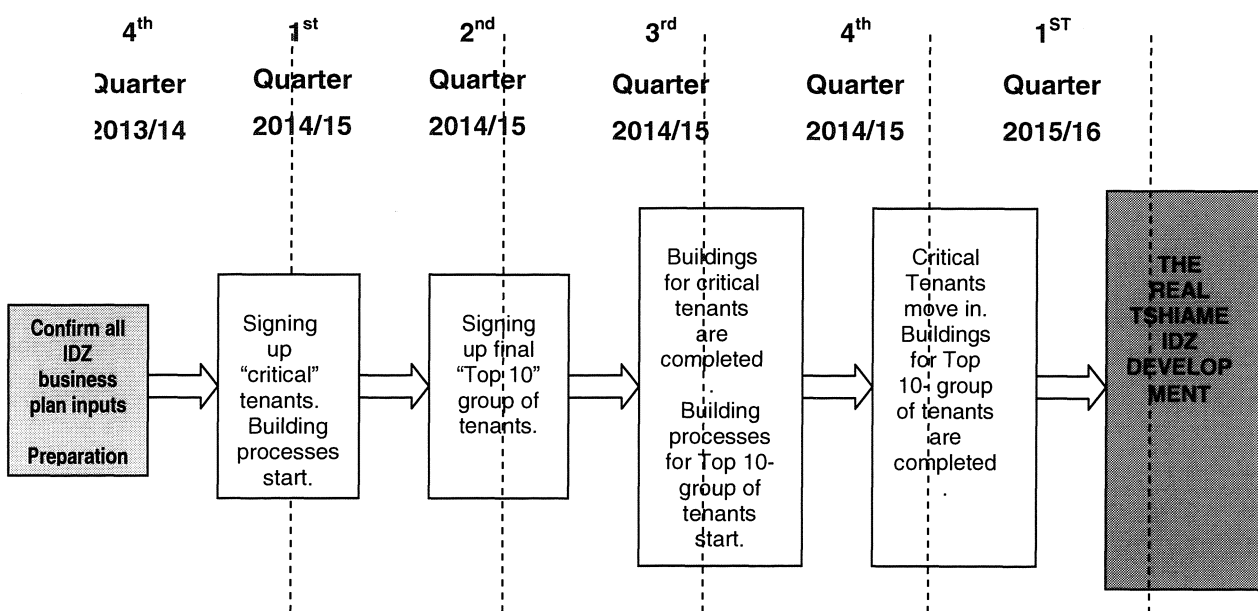 4th
Quarter
2013/14
1st
Quarter
2014/15
2nd
Quarter
2014/15
3rd
Quarter
2014/15
4th
Quarter
2014/15
1ST
Quarter
2015/16
Confirm all
IDZ
business
plan inputs
Preparation
Signing
up
“critical”
tenants.
Building
processes
start.
Signing
up final
“Top 10”
group of
tenants.
Buildings
for critical
tenants
are
completed
.
Building
processes
for Top 10-
group of
tenants
start.
Critical
Tenants
move in.
Buildings
for Top
10- group
of tenants
are
completed
.
THE
REAL
TSHIAME
IDZ
DEVELOP
MENT